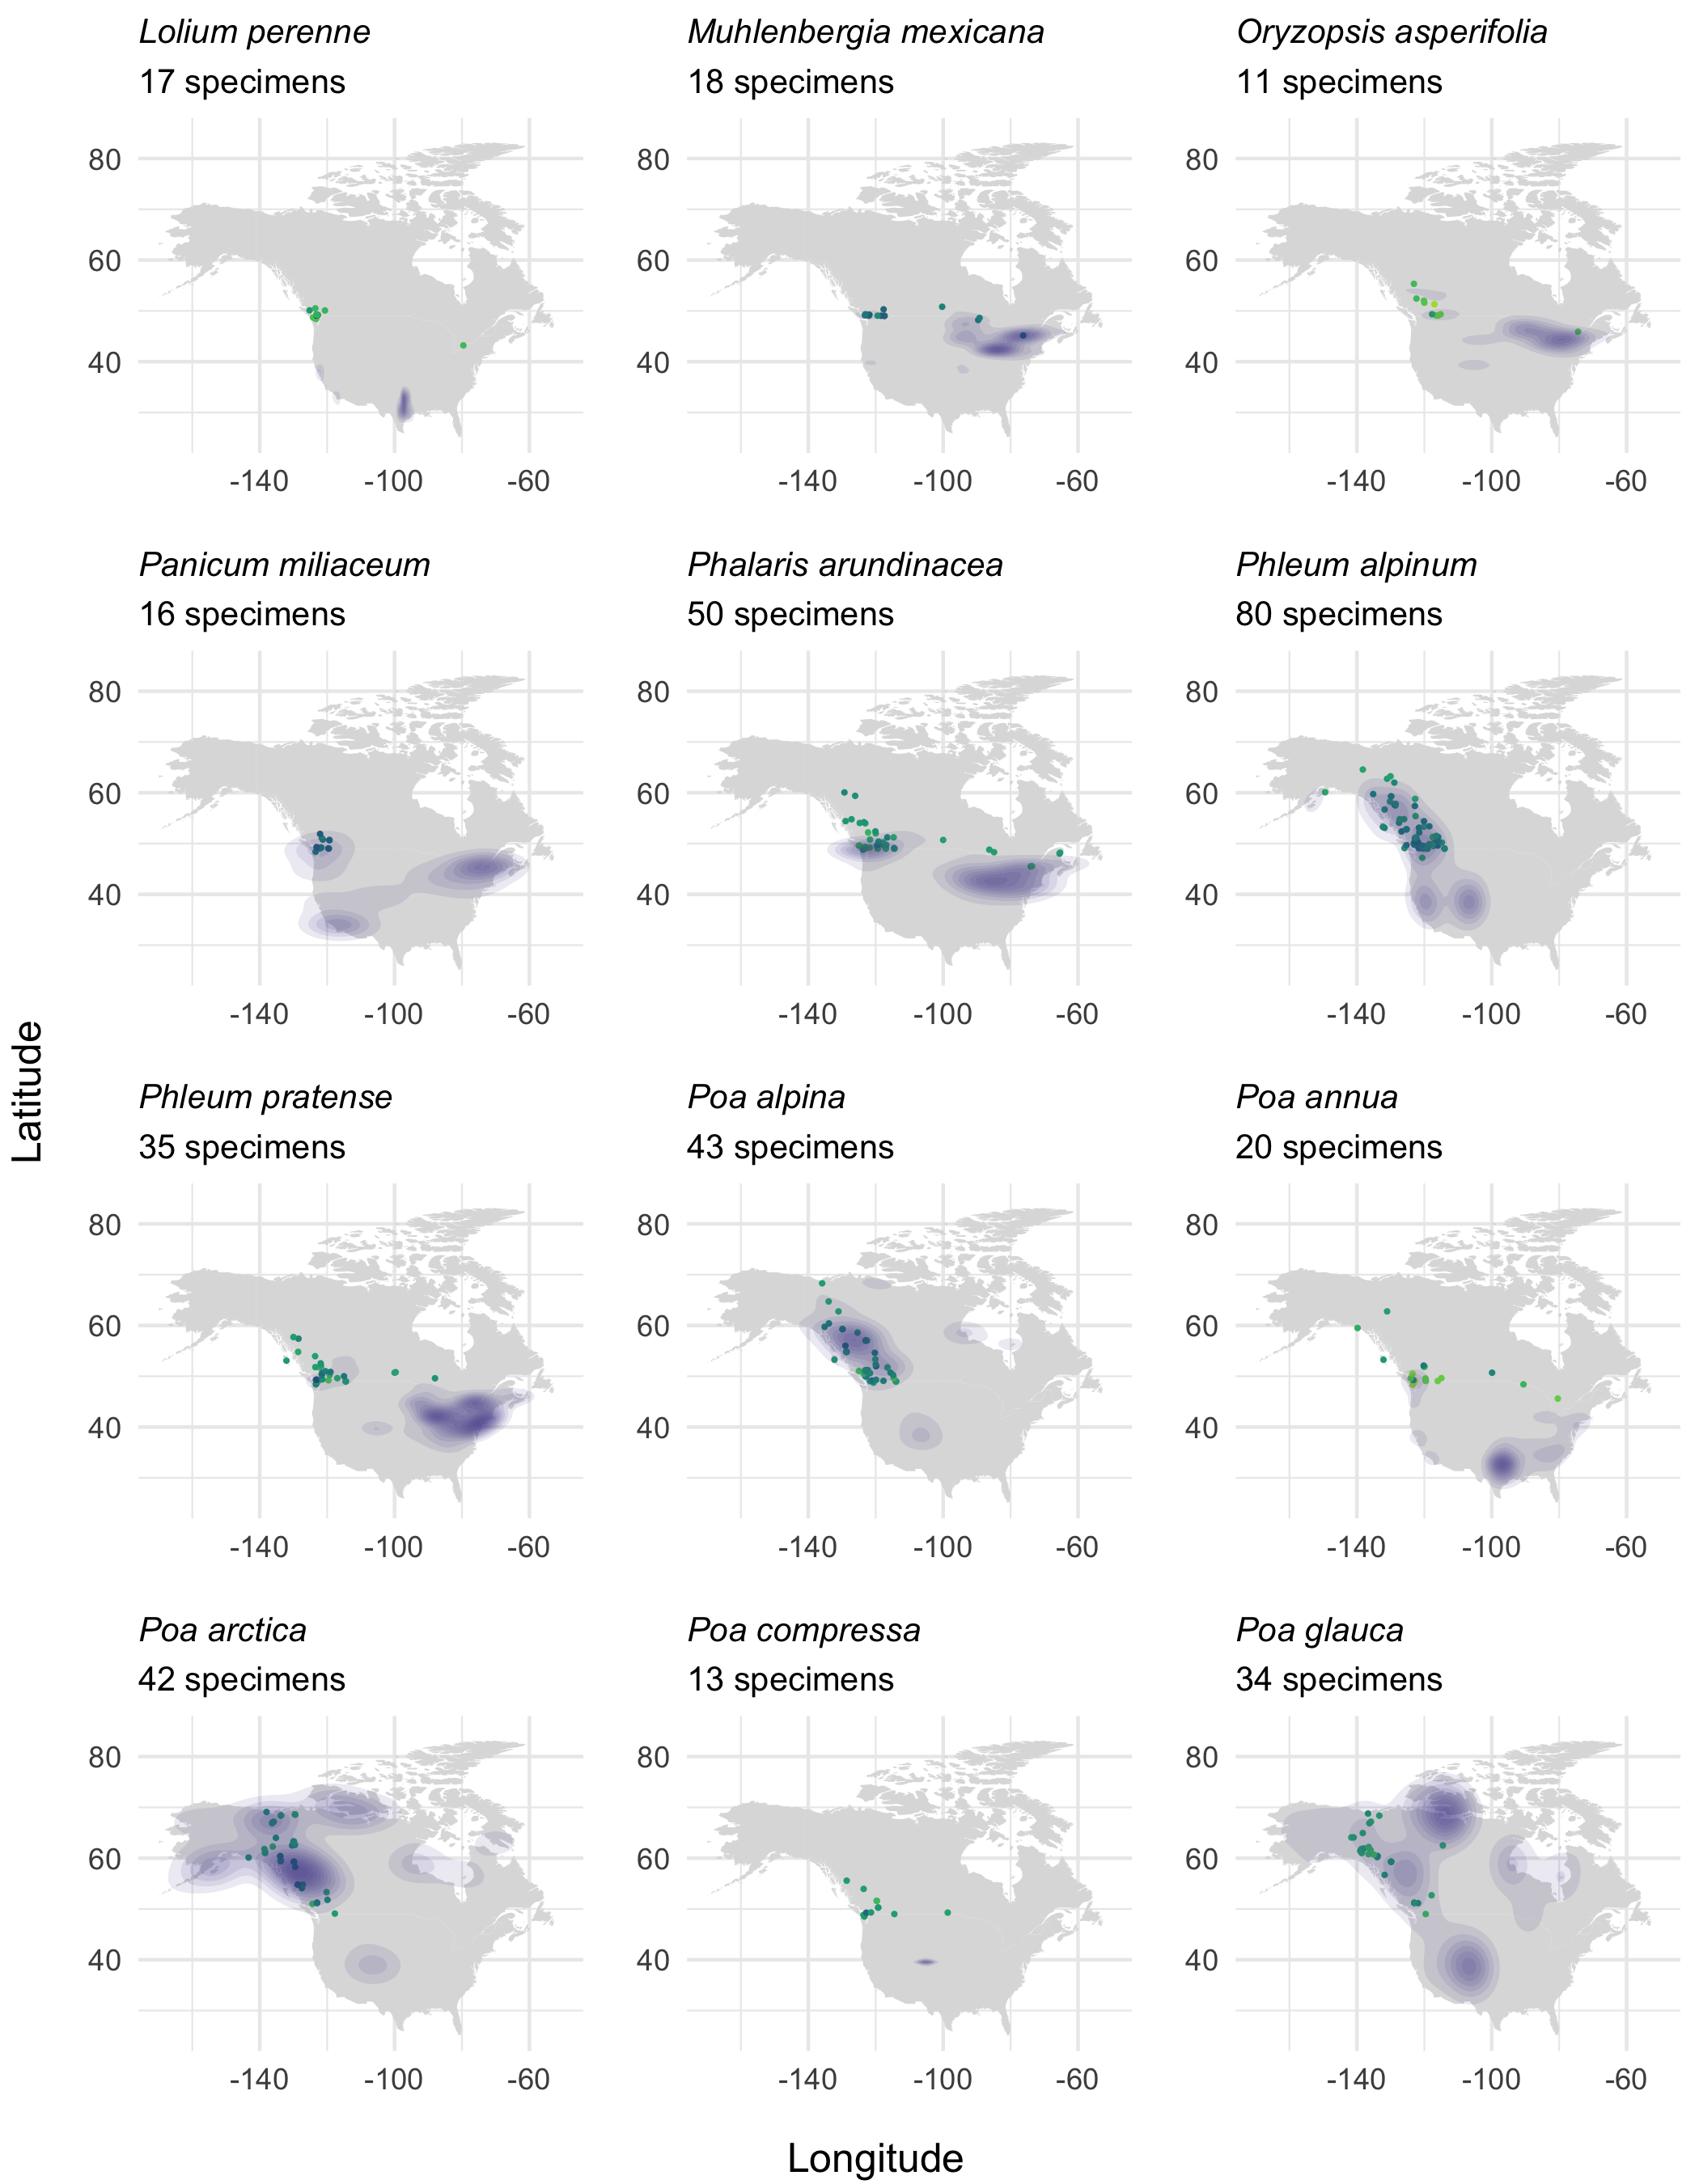 Lolium perenne
17 specimens
80
60
40
-140 -100 -60
Muhlenbergia mexicana
18 specimens
80
60
40
-140 -100 -60
Oryzopsis asperifolia
11 specimens
80
60
40
-140 -100 -60
Panicum miliaceum
16 specimens
80
60
40
-140 -100 -60
Phalaris arundinacea
50 specimens
80
60
40
-140 -100 -60
Phleum alpinum
80 specimens
80
60
40
-140 -100 -60
Latitude
Phleum pratense
35 specimens
80
60
40
-140 -100 -60
Poa alpina
43 specimens
80
60
40
-140 -100 -60
Poa annua
20 specimens
80
60
40
-140 -100 -60
Poa arctica
42 specimens
80
60
40
-140 -100 -60
Poa compressa
13 specimens
80
60
40
-140 -100 -60
Poa glauca
34 specimens
80
60
40
-140 -100 -60
Longitude